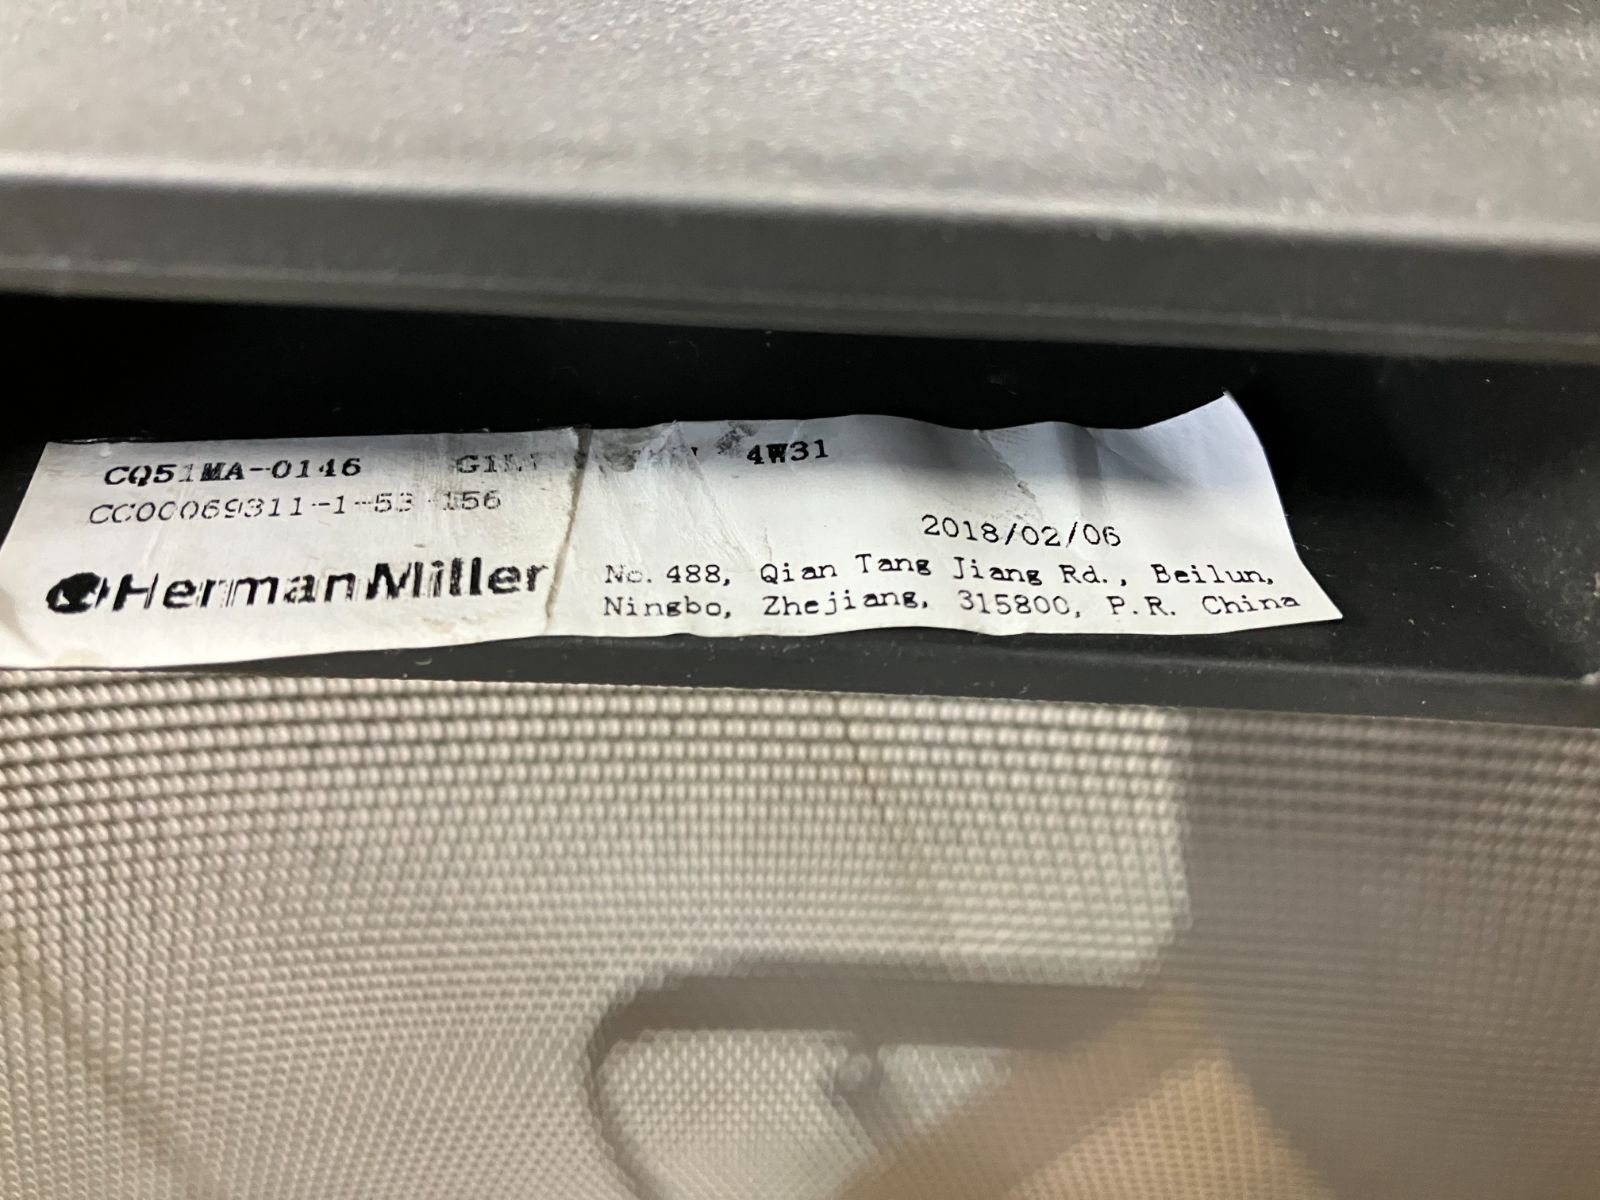 CQ51MA-0146 4W31
CC00069311-1-53 156
2018/02/06
HermanMiller
No. 488, Qian Tang Jiang Rd., Beilun,
Ningbo, Zhejiang, 315800, P.R. China